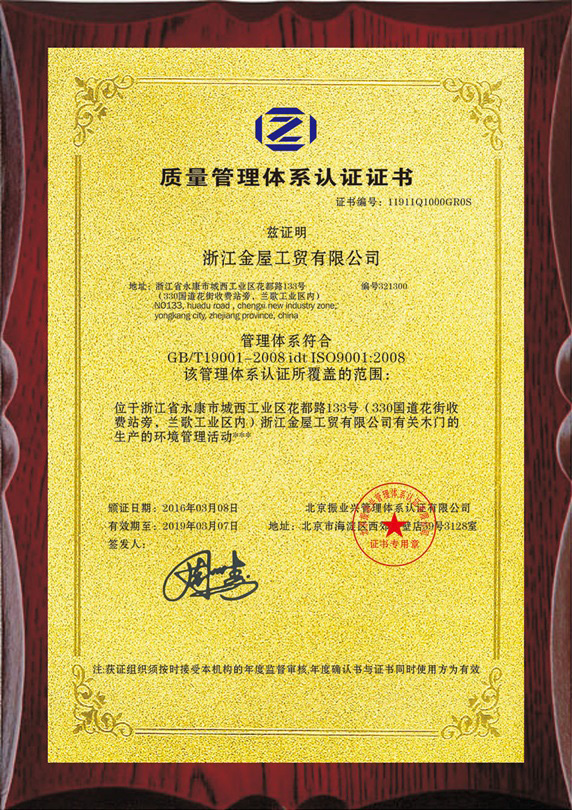 Z
质量管理体系认证证书
证书编号：11911Q1000GR0S
兹证明
浙江金屋工贸有限公司
地址：浙江省永康市城西工业区花都路133号 编号321300
（330国道花街收费站旁、兰歌工业区内）
NO133, huadu road , chengxi new industry zone,
yongkang city, zhejiang province, china
管理体系符合
GB/T19001-2008 idt ISO9001:2008
该管理体系认证所覆盖的范围：
位于浙江省永康市城西工业区花都路133号（330国道花街收
费站旁、兰歌工业区内）浙江金屋工贸有限公司有关木门的
生产的环境管理活动***
颁证日期：2016年03月08日 北京振业兴管理体系认证有限公司
有效期至：2019年03月07日 地址：北京市海淀区西郊 壁店59号3128室
签发人：
证书专用章
注:获证组织须按时接受本机构的年度监督审核,年度确认书与证书同时使用方为有效